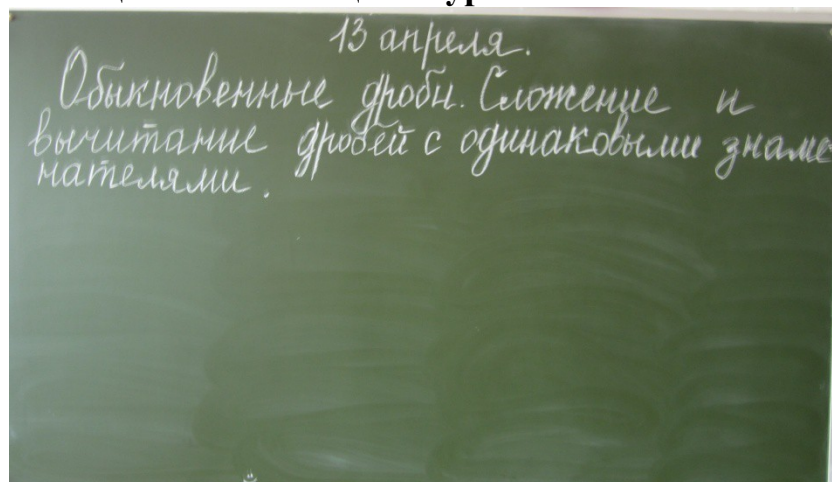 13 апреля.
Обыкновенные дроби. Сложение и
вычитание дробей с одинаковыми знаме
нателями.